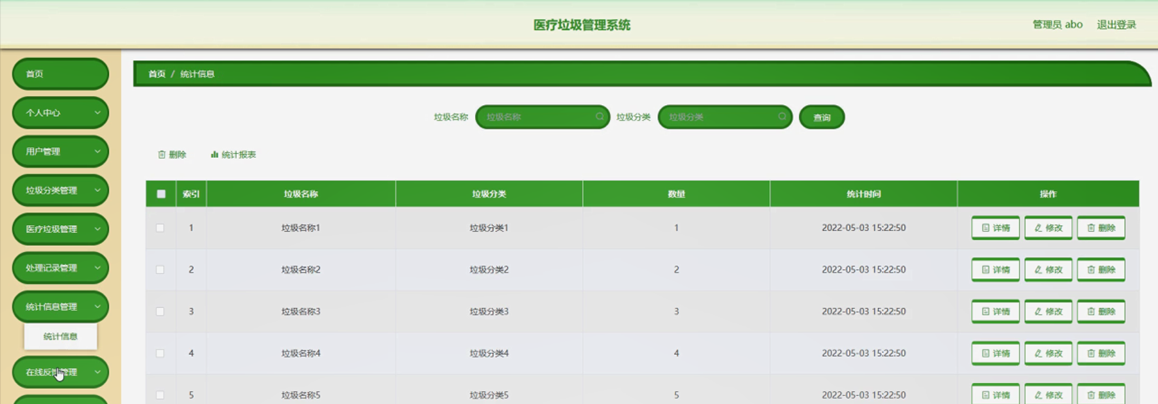 医疗垃圾管理系统
管理员 abo 退出登录
首页
个人中心
用户管理
垃圾分类管理
医疗垃圾管理
处理记录管理
统计信息管理
统计信息
在线反馈管理
首页 / 统计信息
垃圾名称 垃圾名称 垃圾分类 垃圾分类 查询
删除 统计报表
索引 垃圾名称 垃圾分类 数量 统计时间 操作
1 垃圾名称1 垃圾分类1 1 2022-05-03 15:22:50 详情 修改 删除
2 垃圾名称2 垃圾分类2 2 2022-05-03 15:22:50 详情 修改 删除
3 垃圾名称3 垃圾分类3 3 2022-05-03 15:22:50 详情 修改 删除
4 垃圾名称4 垃圾分类4 4 2022-05-03 15:22:50 详情 修改 删除
5 垃圾名称5 垃圾分类5 5 2022-05-03 15:22:50 详情 修改 删除